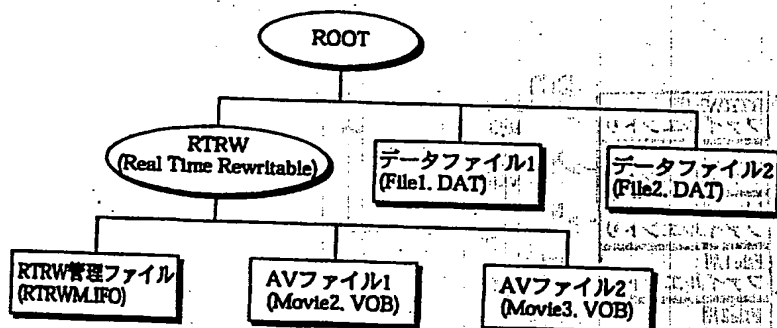 ROOT
RTRW
(Real Time Rewritable)
データファイル1
(File1. DAT)
データファイル2
(File2. DAT)
RTRW管理ファイル
(RTRWM.IFO)
AVファイル1
(Movie2. VOB)
AVファイル2
(Movie3. VOB)